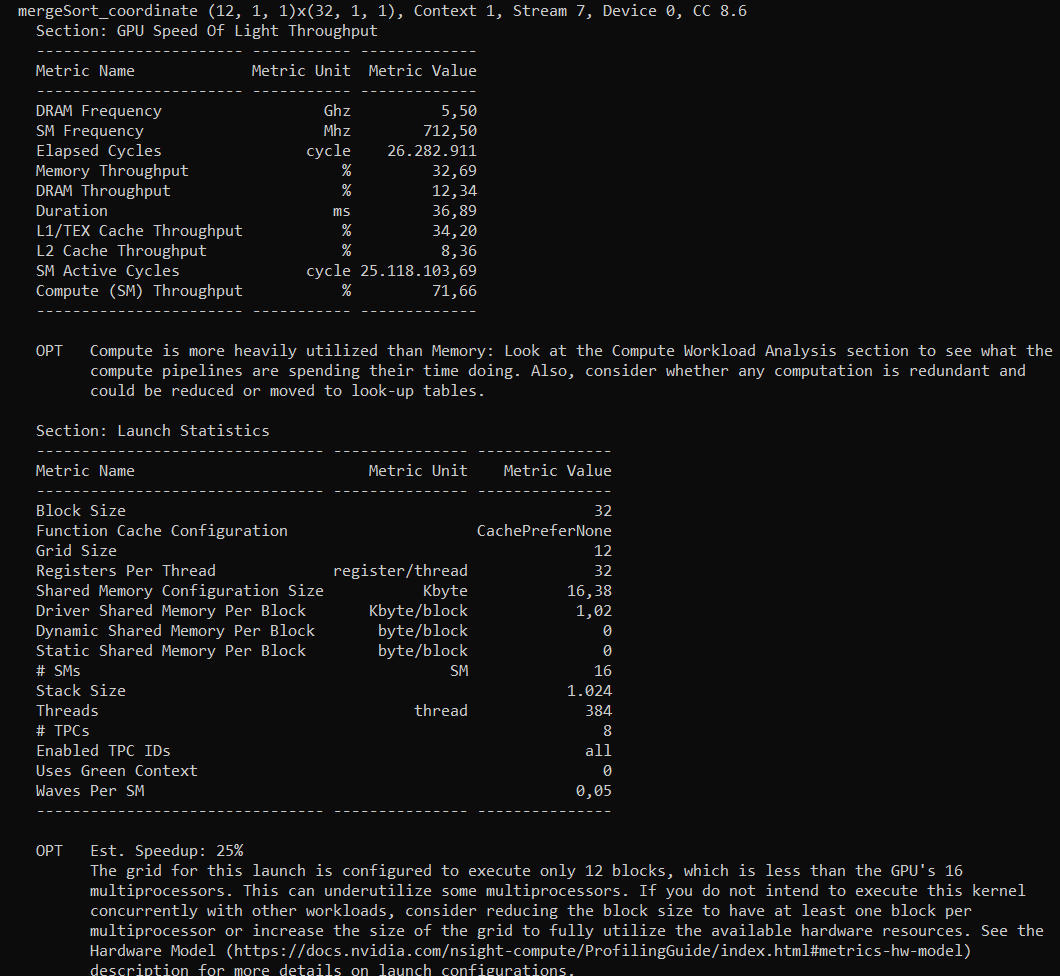 mergeSort_coordinate (12, 1, 1)x(32, 1, 1), Context 1, Stream 7, Device 0, CC 8.6
Section: GPU Speed Of Light Throughput
----------------------- ----------- -------------
Metric Name             Metric Unit  Metric Value
----------------------- ----------- -------------
DRAM Frequency                  Ghz          5,50
SM Frequency                    Mhz        712,50
Elapsed Cycles                cycle    26.282.911
Memory Throughput                 %         32,69
DRAM Throughput                   %         12,34
Duration                         ms         36,89
L1/TEX Cache Throughput           %         34,20
L2 Cache Throughput               %          8,36
SM Active Cycles              cycle 25.118.103,69
Compute (SM) Throughput           %         71,66
----------------------- ----------- -------------
OPT   Compute is more heavily utilized than Memory: Look at the Compute Workload Analysis section to see what the
compute pipelines are spending their time doing. Also, consider whether any computation is redundant and
could be reduced or moved to look-up tables.
Section: Launch Statistics
-------------------------------- --------------- ---------------
Metric Name                          Metric Unit    Metric Value
-------------------------------- --------------- ---------------
Block Size                                                    32
Function Cache Configuration                     CachePreferNone
Grid Size                                                     12
Registers Per Thread             register/thread              32
Shared Memory Configuration Size           Kbyte           16,38
Driver Shared Memory Per Block       Kbyte/block            1,02
Dynamic Shared Memory Per Block       byte/block               0
Static Shared Memory Per Block        byte/block               0
# SMs                                         SM              16
Stack Size                                                 1.024
Threads                                   thread             384
# TPCs                                                         8
Enabled TPC IDs                                              all
Uses Green Context                                             0
Waves Per SM                                                0,05
-------------------------------- --------------- ---------------
OPT   Est. Speedup: 25%
The grid for this launch is configured to execute only 12 blocks, which is less than the GPU's 16
multiprocessors. This can underutilize some multiprocessors. If you do not intend to execute this kernel
concurrently with other workloads, consider reducing the block size to have at least one block per
multiprocessor or increase the size of the grid to fully utilize the available hardware resources. See the
Hardware Model (https://docs.nvidia.com/nsight-compute/ProfilingGuide/index.html#metrics-hw-model)
description for more details on launch configurations.